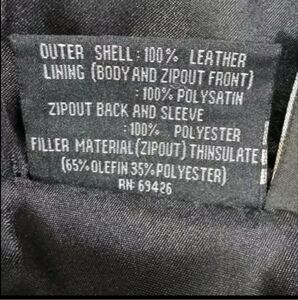 OUTER SHELL: 100% LEATHER
LINING (BODY AND ZIPOUT FRONT)
: 100% POLYSATIN
ZIPOUT BACK AND SLEEVE
: 100% POLYESTER
FILLER MATERIAL (ZIPOUT) THINSULATE
(65% OLEFIN 35% POLYESTER)
RN: 69426